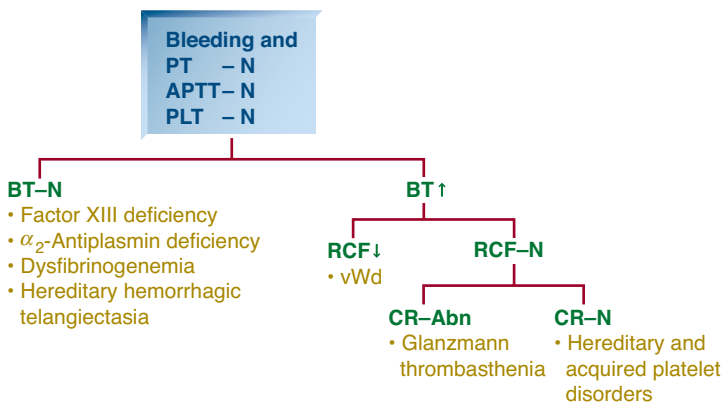 Bleeding and
PT – N
APTT – N
PLT – N
BT–N
• Factor XIII deficiency
• α2-Antiplasmin deficiency
• Dysfibrinogenemia
• Hereditary hemorrhagic
telangiectasia
BT↑
RCF↓
• vWd
RCF–N
CR–Abn
• Glanzmann
thrombasthenia
CR–N
• Hereditary and
acquired platelet
disorders